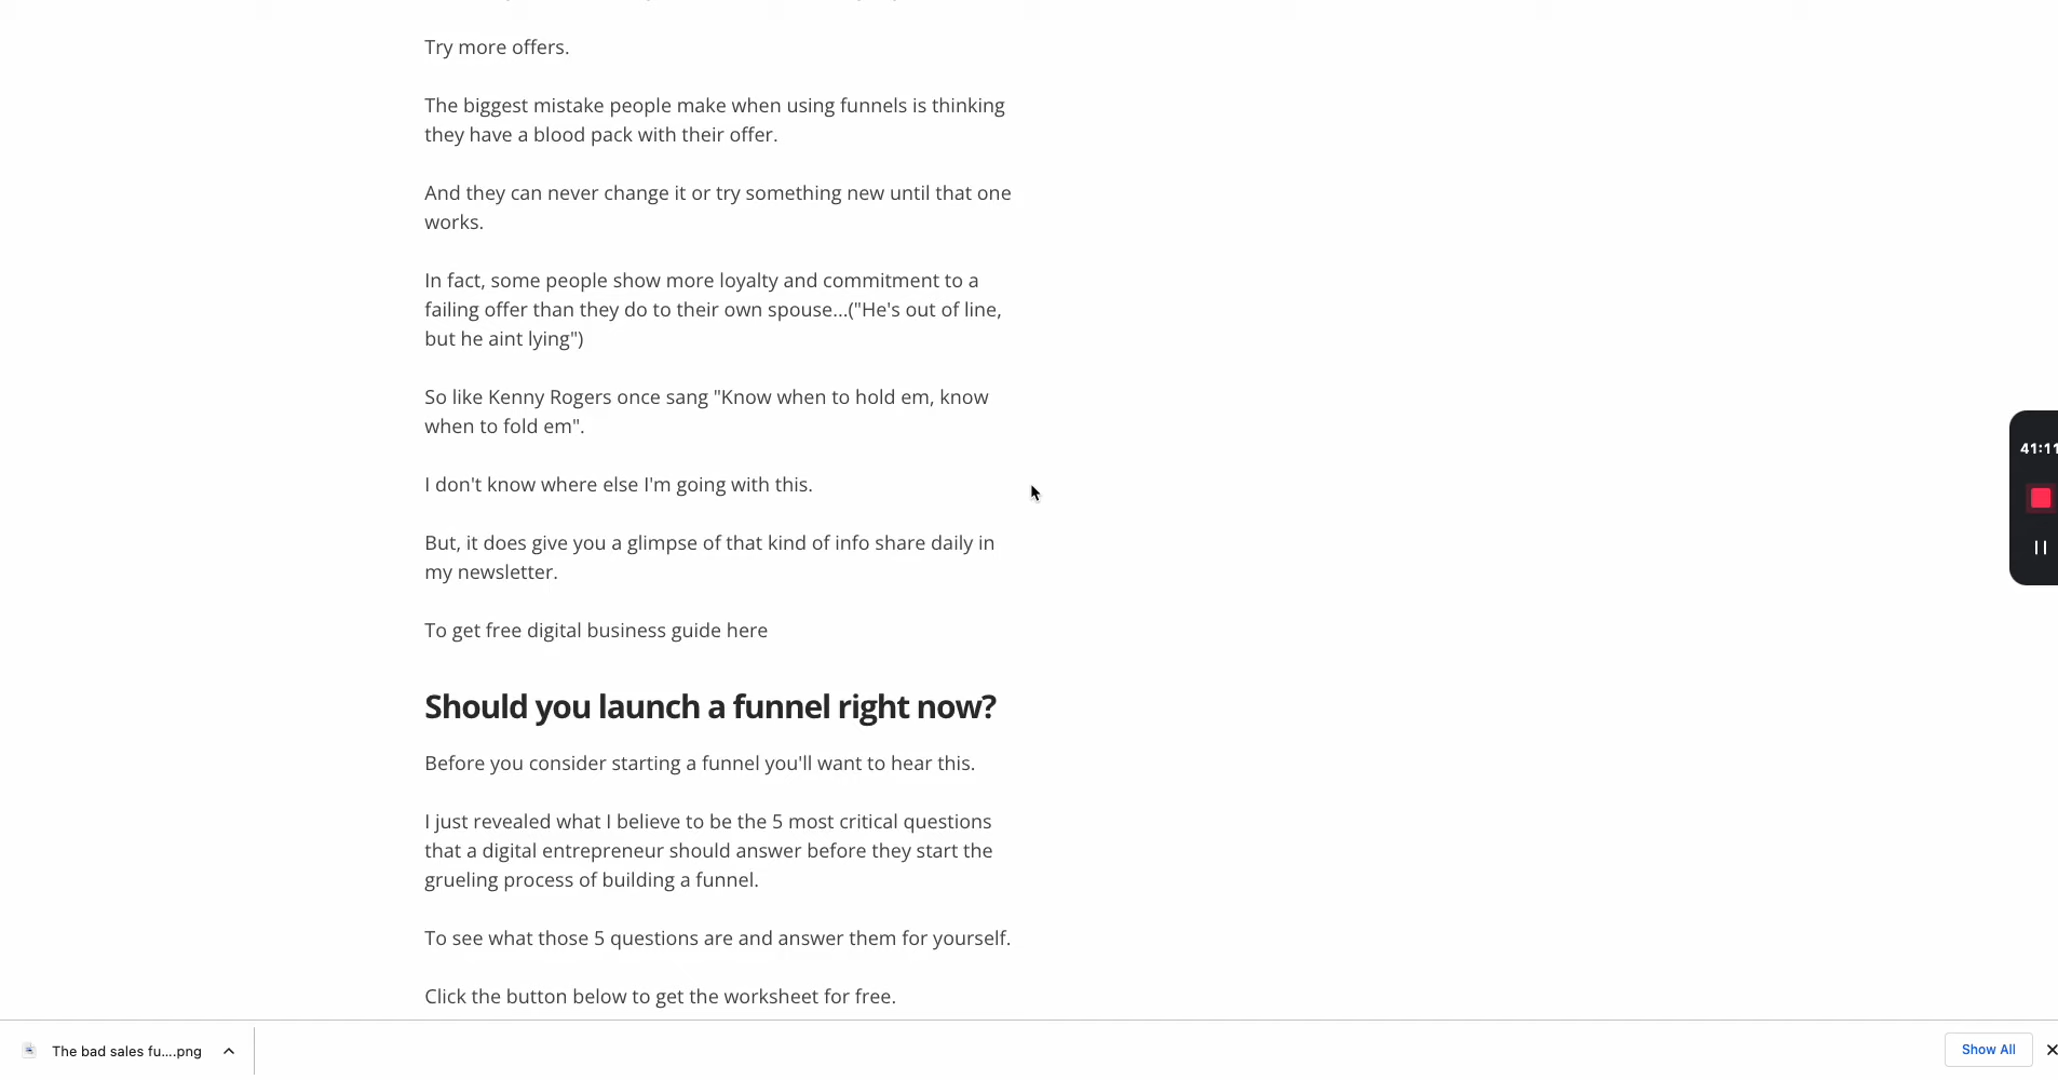 Try more offers.
The biggest mistake people make when using funnels is thinking
they have a blood pack with their offer.
And they can never change it or try something new until that one
works.
In fact, some people show more loyalty and commitment to a
failing offer than they do to their own spouse...("He's out of line,
but he aint lying")
So like Kenny Rogers once sang "Know when to hold em, know
when to fold em".
I don't know where else I'm going with this.
But, it does give you a glimpse of that kind of info share daily in
my newsletter.
To get free digital business guide here
Should you launch a funnel right now?
Before you consider starting a funnel you'll want to hear this.
I just revealed what I believe to be the 5 most critical questions
that a digital entrepreneur should answer before they start the
grueling process of building a funnel.
To see what those 5 questions are and answer them for yourself.
Click the button below to get the worksheet for free.
41:11
The bad sales fu....png
Show All